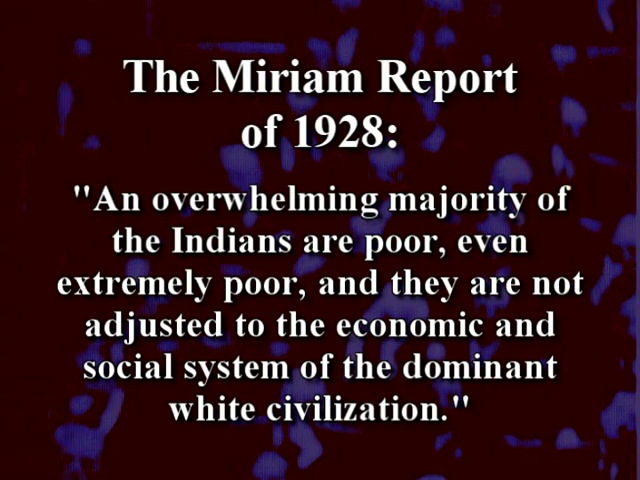 The Miriam Report
of 1928:
"An overwhelming majority of
the Indians are poor, even
extremely poor, and they are not
adjusted to the economic and
social system of the dominant
white civilization."